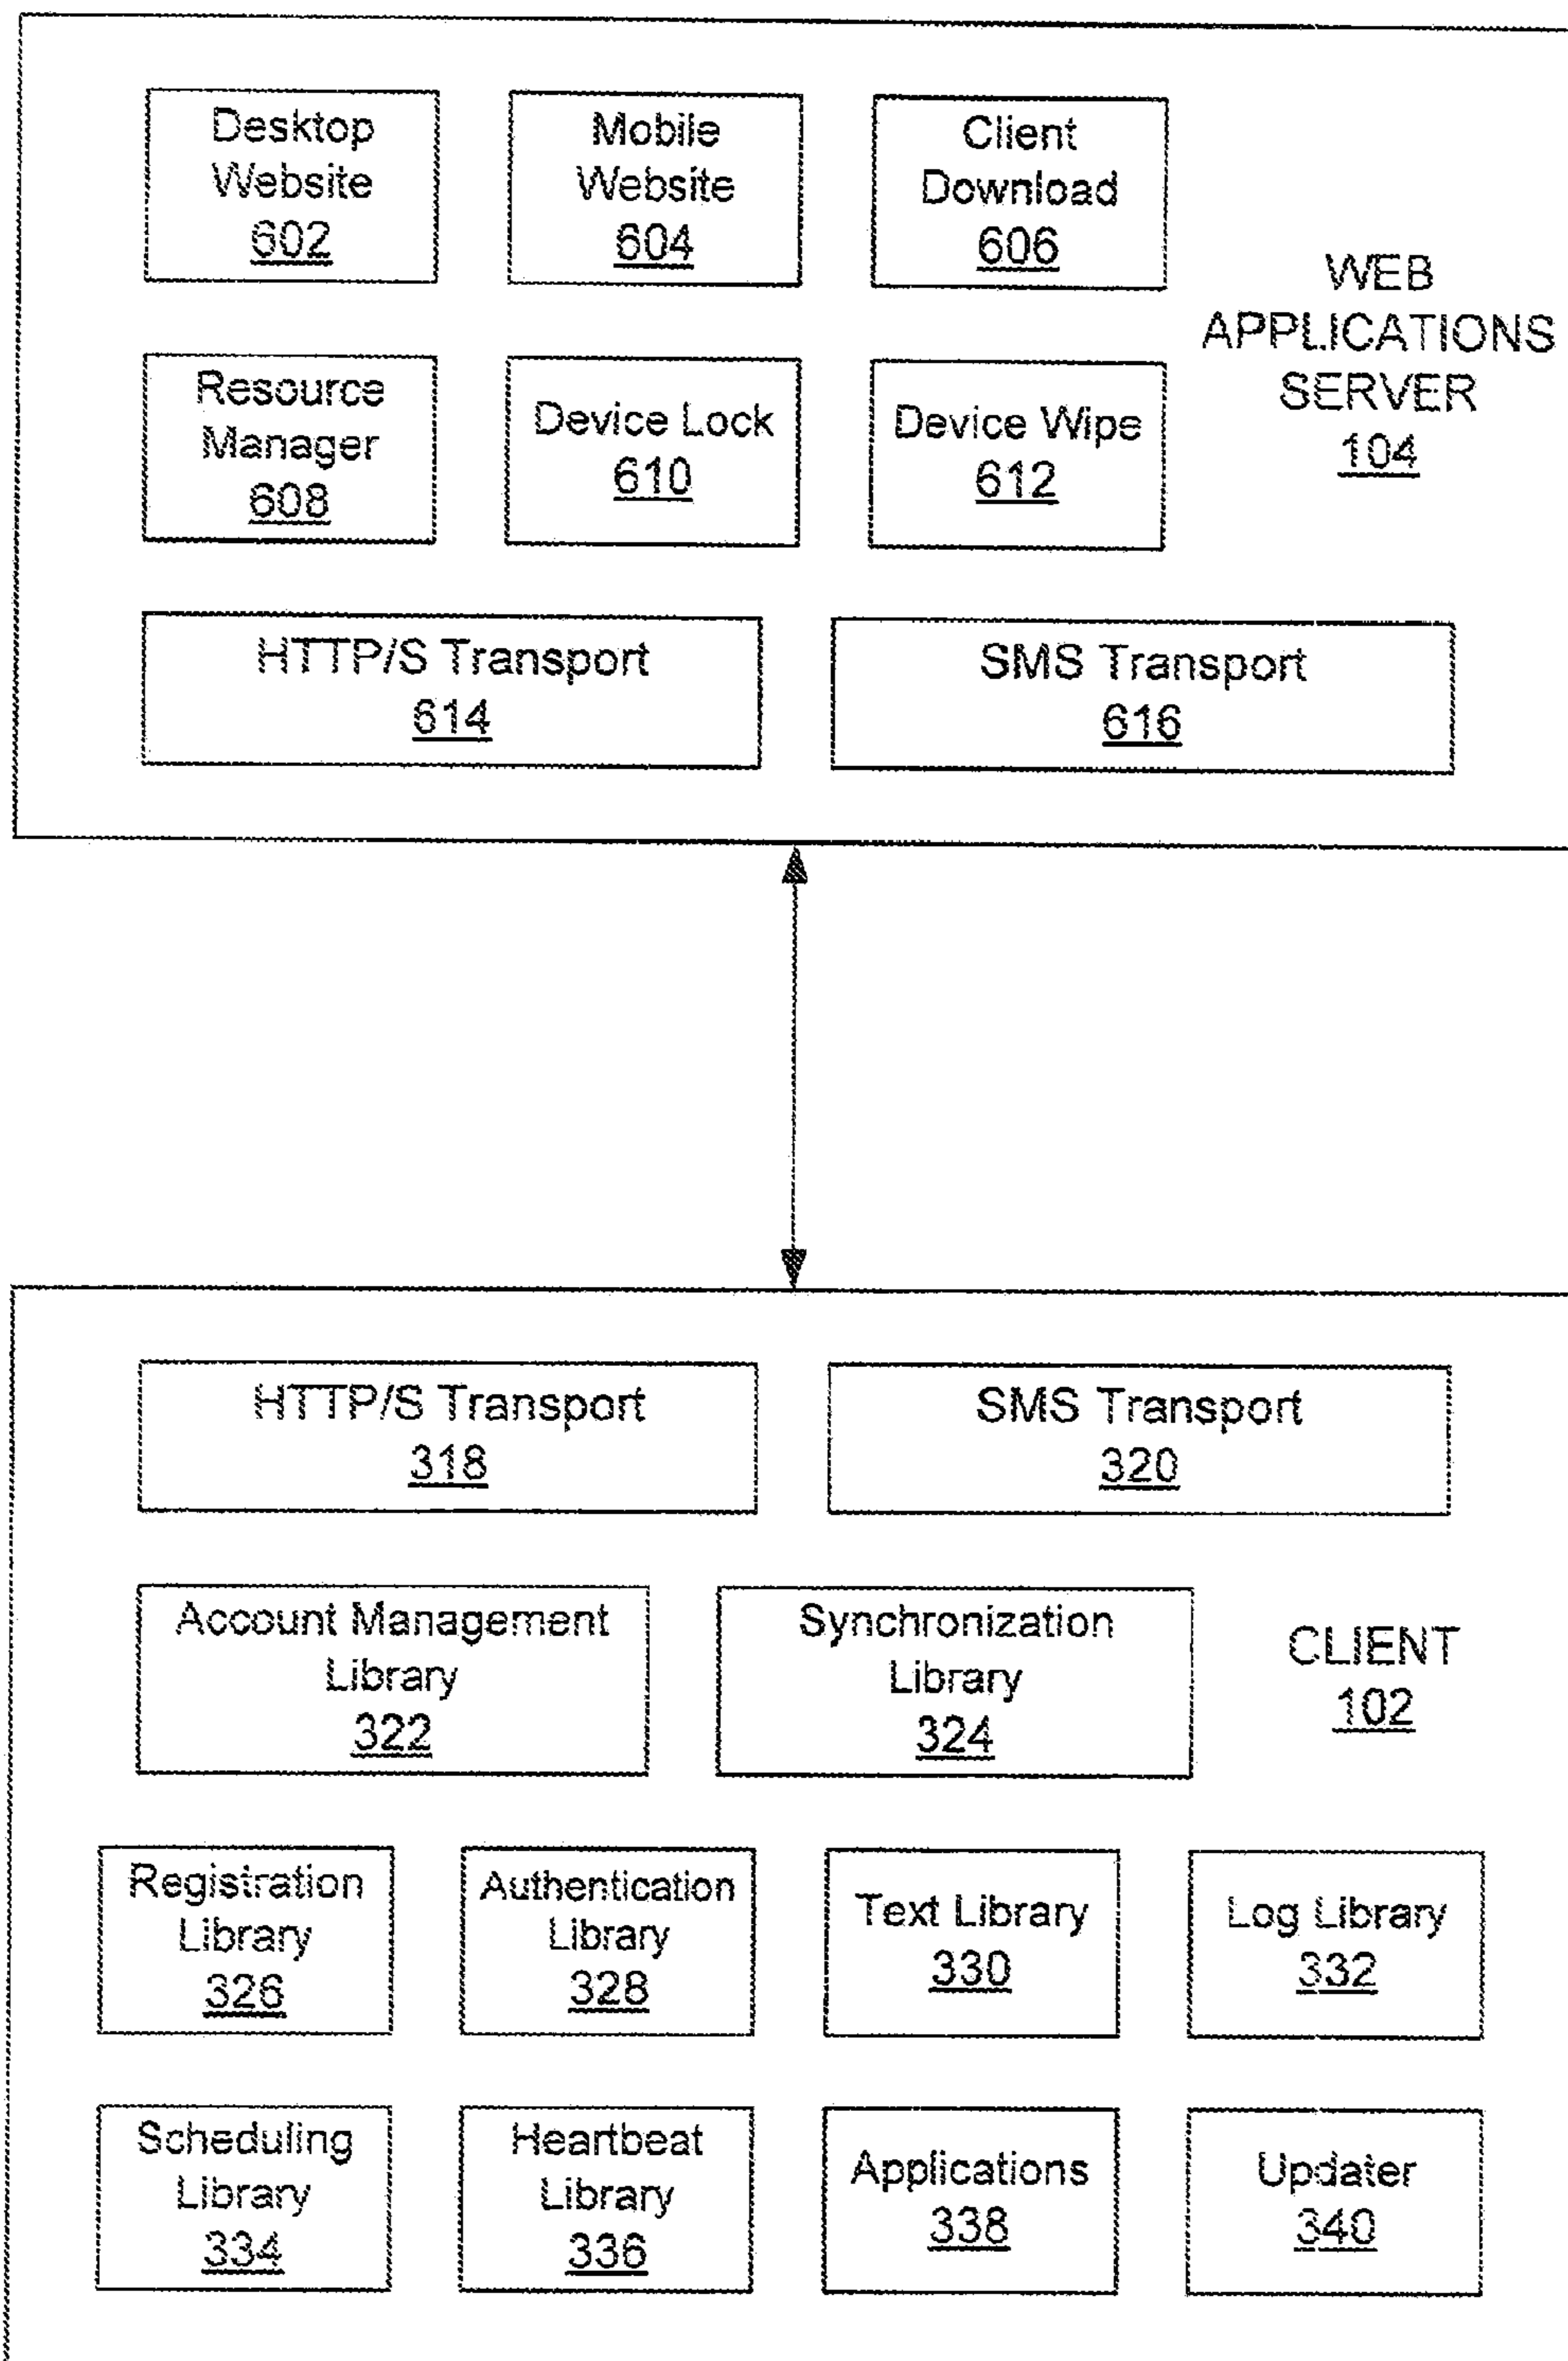 Desktop
Website
602
Mobile
Website
604
Client
Download
606
WEB
APPLICATIONS
SERVER
104
Resource
Manager
608
Device Lock
610
Device Wipe
612
HTTP/S Transport
614
SMS Transport
616
HTTP/S Transport
318
SMS Transport
320
Account Management
Library
322
Synchronization
Library
324
CLIENT
102
Registration
Library
326
Authentication
Library
328
Text Library
330
Log Library
332
Scheduling
Library
334
Heartbeat
Library
336
Applications
338
Updater
340